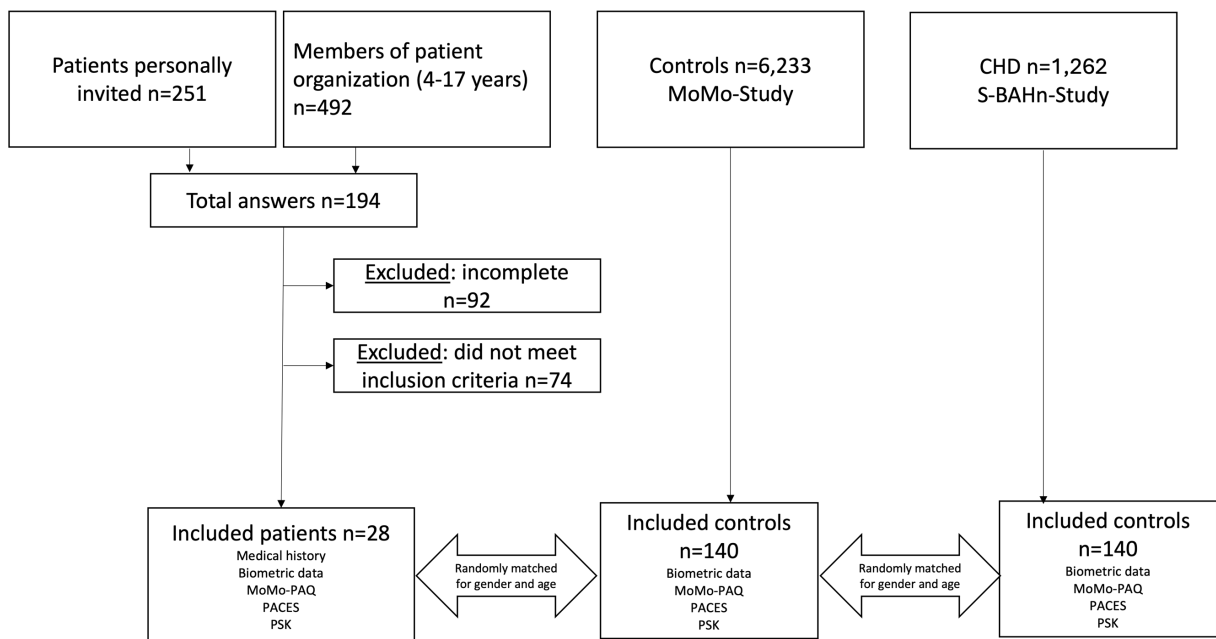 Patients personally
invited n=251
Members of patient
organization (4-17 years)
n=492
Controls n=6,233
MoMo-Study
CHD n=1,262
S-BAHn-Study
Total answers n=194
Excluded: incomplete
n=92
Excluded: did not meet
inclusion criteria n=74
Included patients n=28
Medical history
Biometric data
MoMo-PAQ
PACES
PSK
Randomly matched
for gender and age
Included controls
n=140
Biometric data
MoMo-PAQ
PACES
PSK
Randomly matched
for gender and age
Included controls
n=140
Biometric data
MoMo-PAQ
PACES
PSK